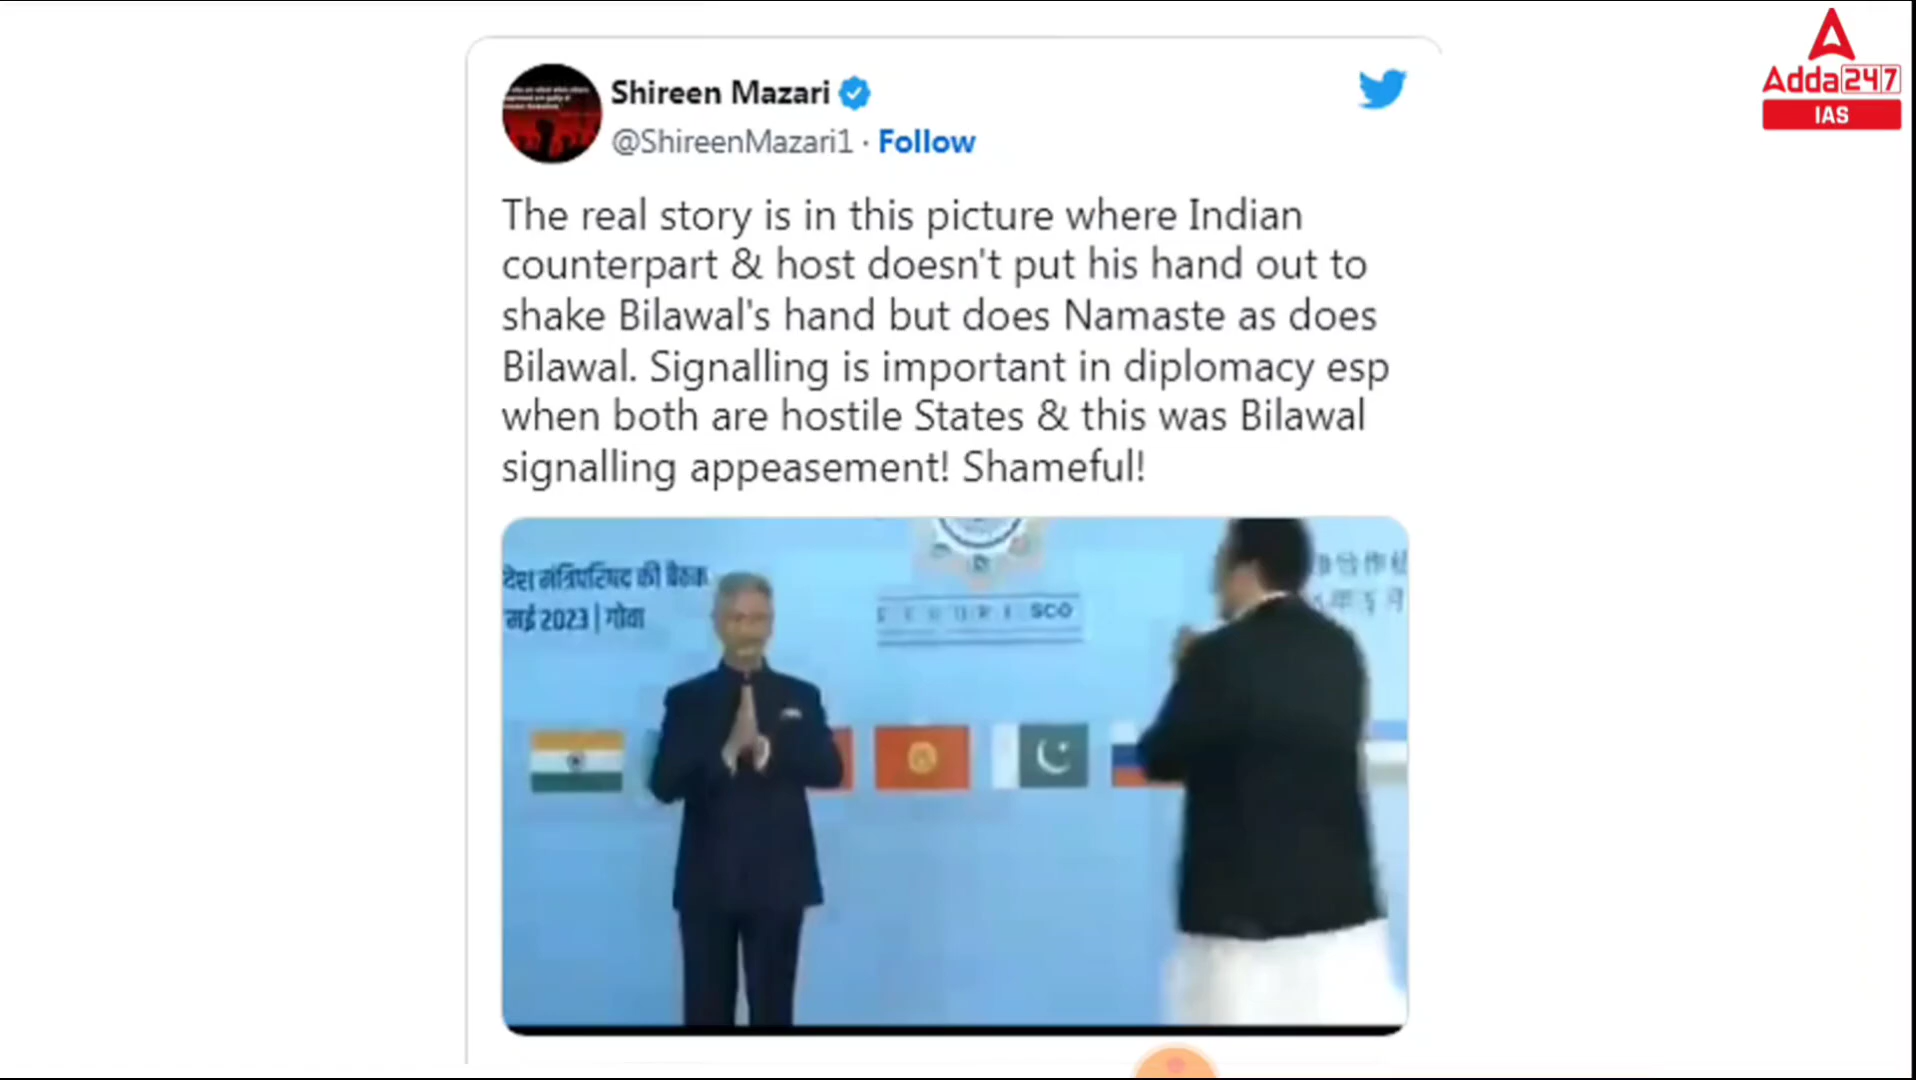 Adda247
IAS
Shireen Mazari
@ShireenMazari1 · Follow
The real story is in this picture where Indian
counterpart & host doesn't put his hand out to
shake Bilawal's hand but does Namaste as does
Bilawal. Signalling is important in diplomacy esp
when both are hostile States & this was Bilawal
signalling appeasement! Shameful!
देश मंत्रिपरिषद की बैठक
मई 2023 | गोवा
SCO